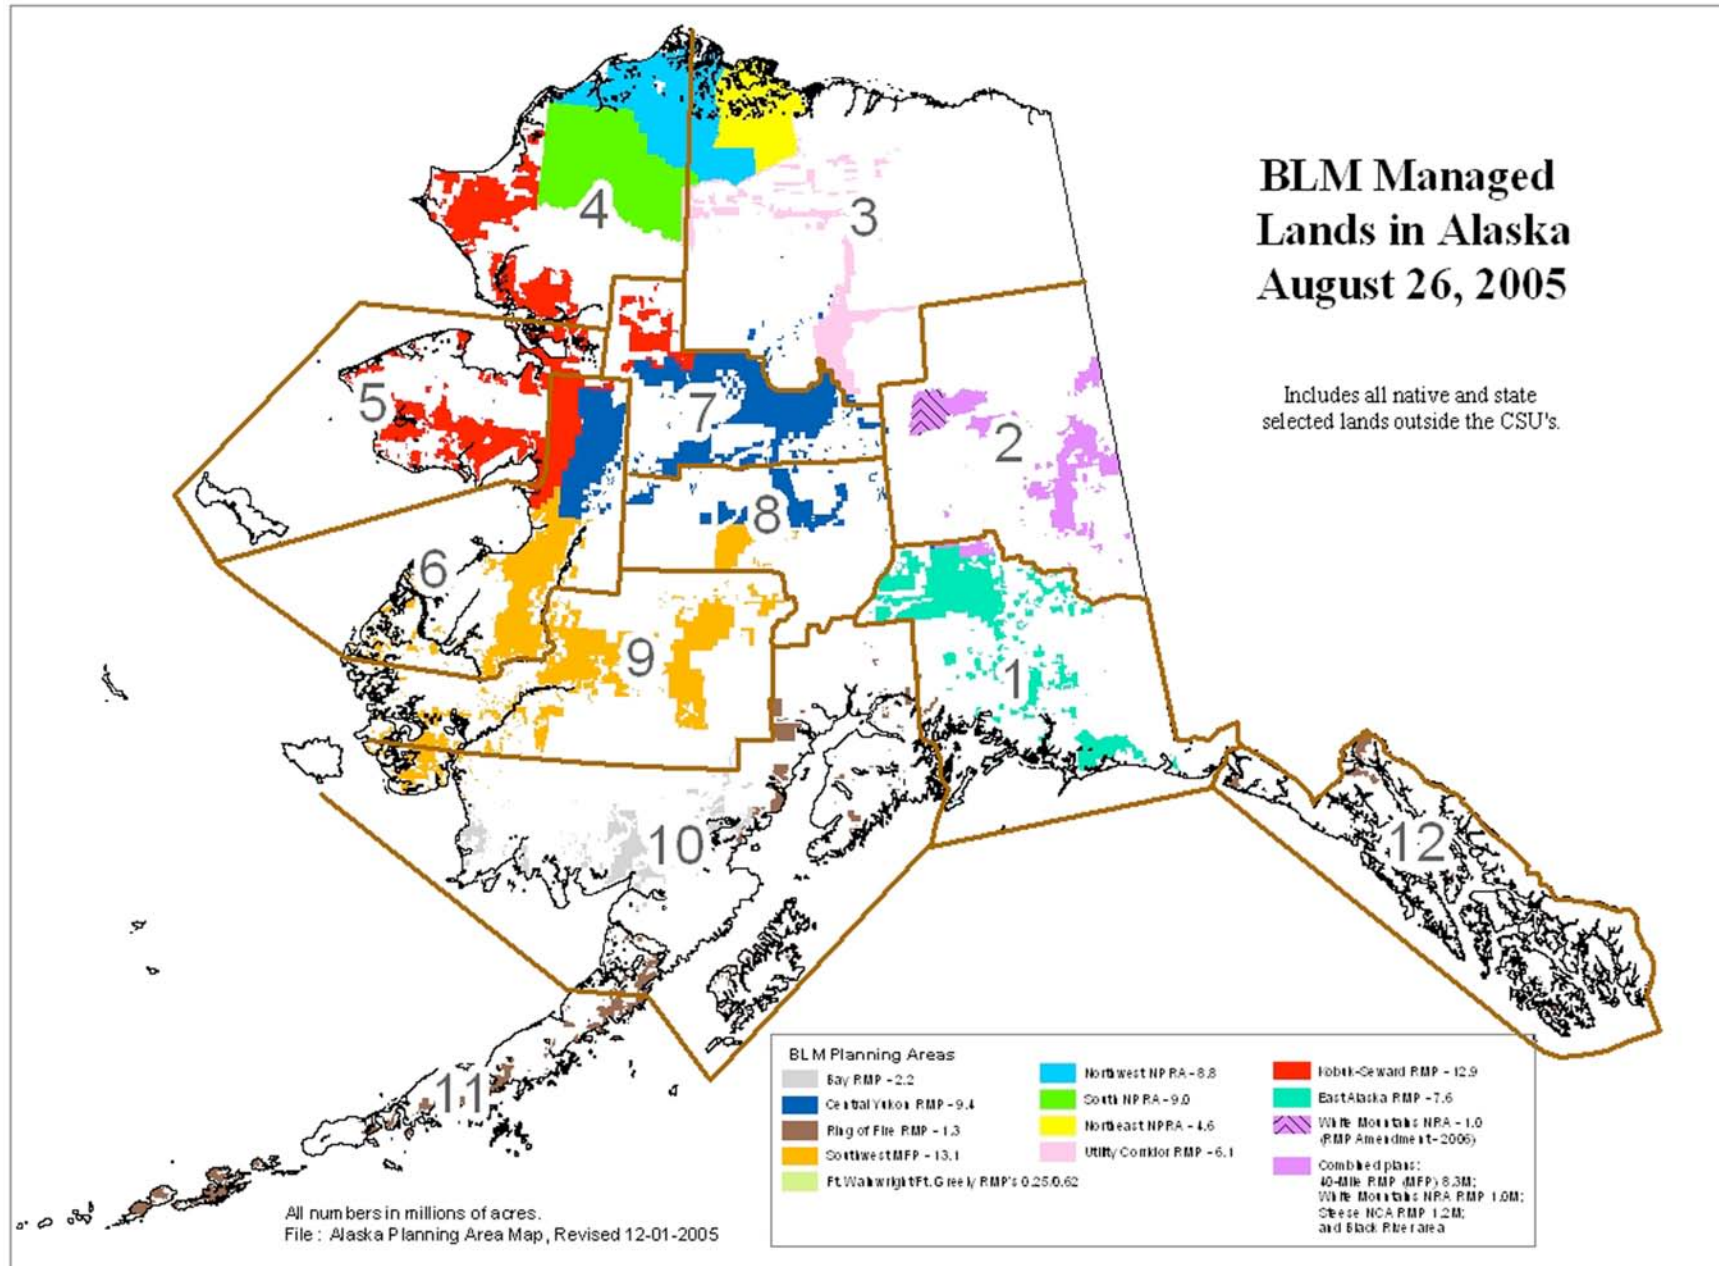 BLM Managed
Lands in Alaska
August 26, 2005
Includes all native and state
selected lands outside the CSU's.
4
3
5
7
2
8
6
9
1
10
12
11
BLM Planning Areas
Bay RMP - 2.2
Central Yukon RMP - 9.4
Ring of Fire RMP - 1.3
Southwest MFP - 13.1
Ft. Wainwright Ft. Greely RMP's 0.25/0.62
Northwest NPRA - 8.8
South NPRA - 9.0
Northeast NPRA - 4.6
Utility Corridor RMP - 6.1
Kobuk-Seward RMP - 12.9
East Alaska RMP - 7.6
White Mountains NRA - 1.0
(RMP Amendment - 2006)
Combined plans:
40-Mile RMP (MFP) 8.3M;
White Mountains NRA RMP 1.0M;
Steese NCA RMP 1.2M;
and Black River area
All numbers in millions of acres.
File : Alaska Planning Area Map, Revised 12-01-2005